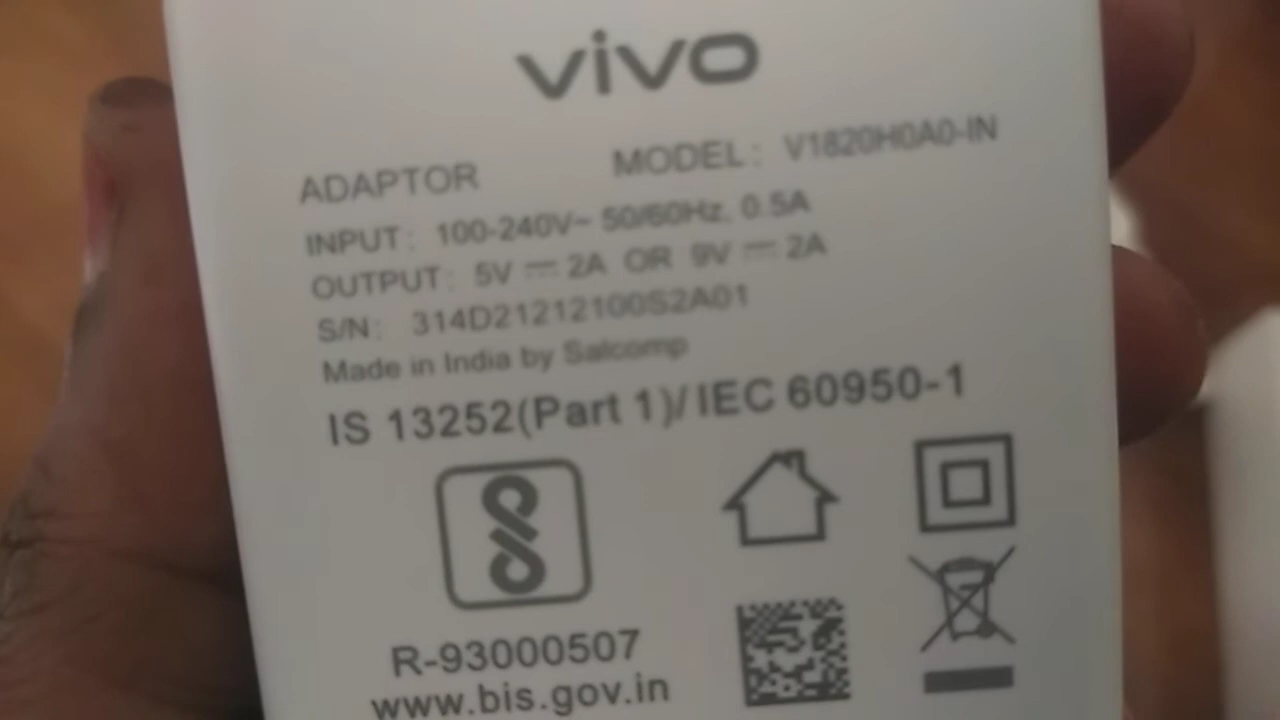 vivo
ADAPTOR MODEL: V1820H0A0-IN
INPUT: 100-240V~ 50/60Hz, 0.5A
OUTPUT: 5V ⎓ 2A OR 9V ⎓ 2A
S/N: 314D21212100S2A01
Made in India by Salcomp
IS 13252(Part 1)/ IEC 60950-1
R-93000507
www.bis.gov.in